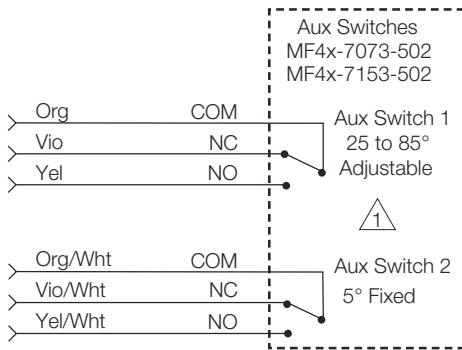 Aux Switches
MF4x-7073-502
MF4x-7153-502
Org COM
Vio NC
Yel NO
Aux Switch 1
25 to 85°
Adjustable
1
Org/Wht COM
Vio/Wht NC
Yel/Wht NO
Aux Switch 2
5° Fixed